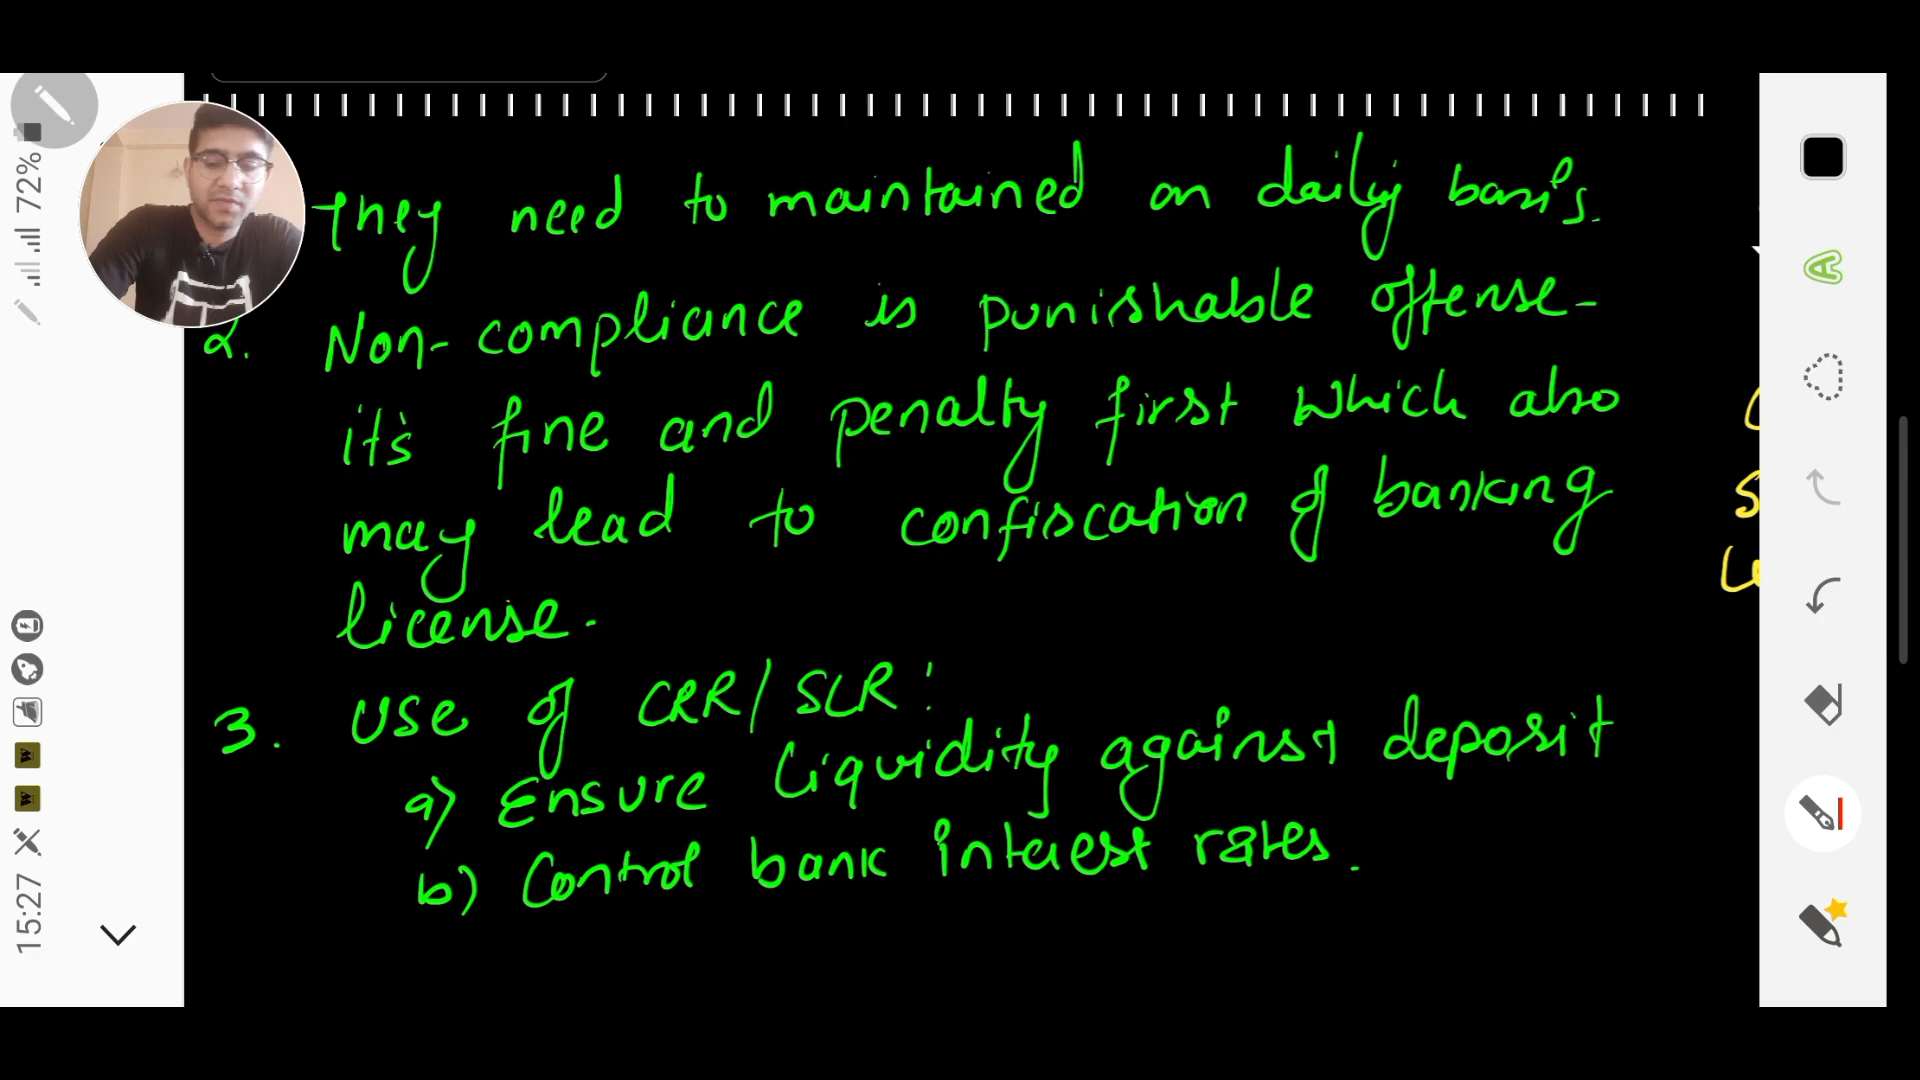 They need to maintained on daily basis.
2. Non-compliance is punishable offense-
it's fine and penalty first which also
may lead to confiscation of banking
license.
3. Use of CRR/SLR:
a) Ensure Liquidity against deposit
b) Control bank interest rates.
72%
15:27